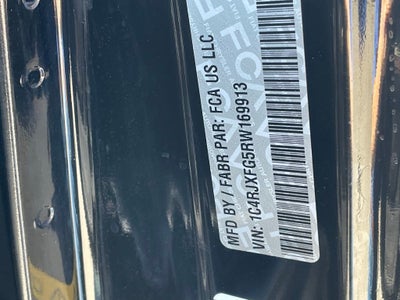 MFD BY / FABR PAR: FCA US LLC
VIN: 1C4RJXFG5RW169913